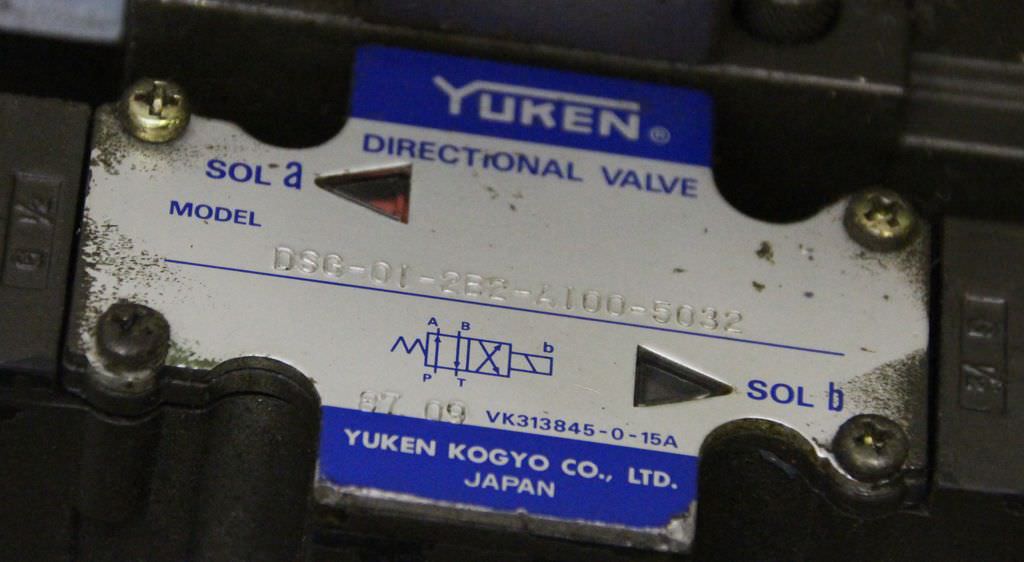 YUKEN®
DIRECTIONAL VALVE
SOL a
MODEL
DSG-01-2B2-A100-5032
A B
b
P T
SOL b
87 09 VK313845-0-15A
YUKEN KOGYO CO., LTD.
JAPAN